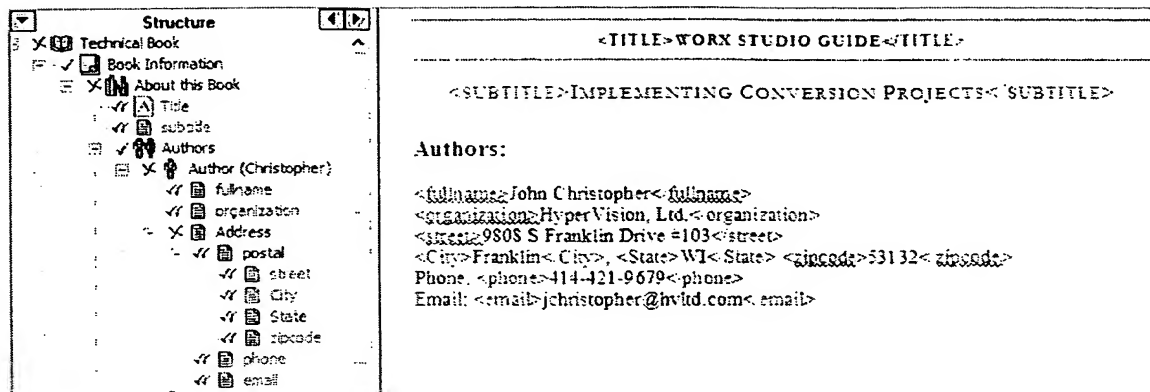 Structure
Technical Book
Book Information
About this Book
Title
subtitle
Authors
Author (Christopher)
fullname
organization
Address
postal
street
City
State
zipcode
phone
email
<TITLE>WORX STUDIO GUIDE</TITLE>
<SUBTITLE>IMPLEMENTING CONVERSION PROJECTS</SUBTITLE>
Authors:
<fullname>John Christopher</fullname>
<organization>HyperVision, Ltd.</organization>
<street>9808 S Franklin Drive #103</street>
<City>Franklin</City>, <State>WI</State> <zipcode>53132</zipcode>
Phone: <phone>414-421-9679</phone>
Email: <email>jchristopher@hvltd.com</email>